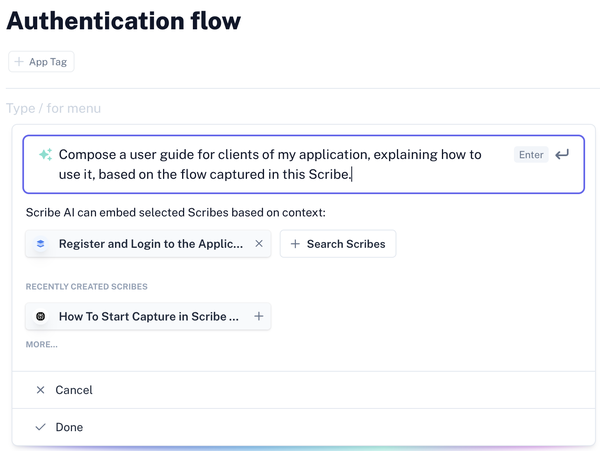 Authentication flow
+ App Tag
Type / for menu
Compose a user guide for clients of my application, explaining how to
use it, based on the flow captured in this Scribe.
Enter
Scribe AI can embed selected Scribes based on context:
Register and Login to the Applic...
+ Search Scribes
RECENTLY CREATED SCRIBES
How To Start Capture in Scribe ...
MORE...
Cancel
Done